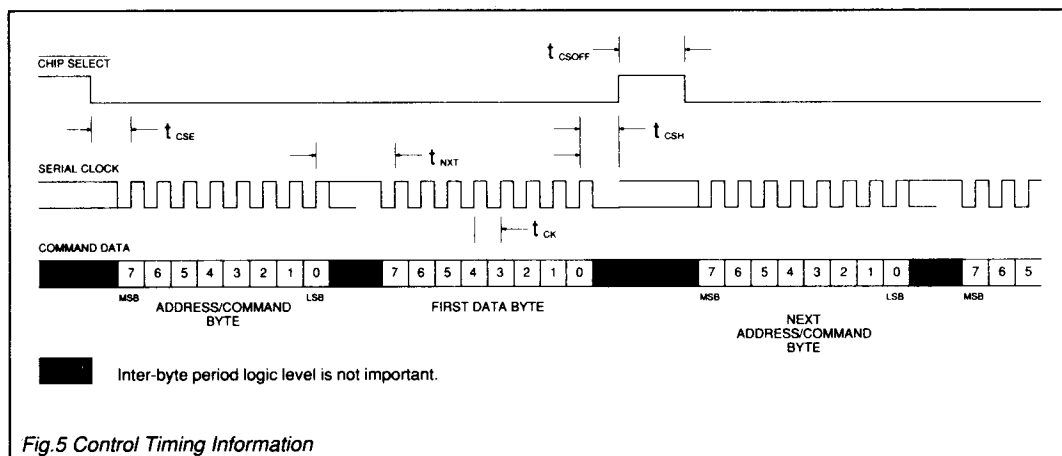 t CSOFF
CHIP SELECT
t CSE
t CSH
t NXT
SERIAL CLOCK
t CK
COMMAND DATA
7 6 5 4 3 2 1 0 7 6 5 4 3 2 1 0 7 6 5 4 3 2 1 0 7 6 5
MSB LSB MSB LSB MSB
ADDRESS/COMMAND
BYTE
FIRST DATA BYTE
NEXT
ADDRESS/COMMAND
BYTE
Inter-byte period logic level is not important.
Fig.5 Control Timing Information